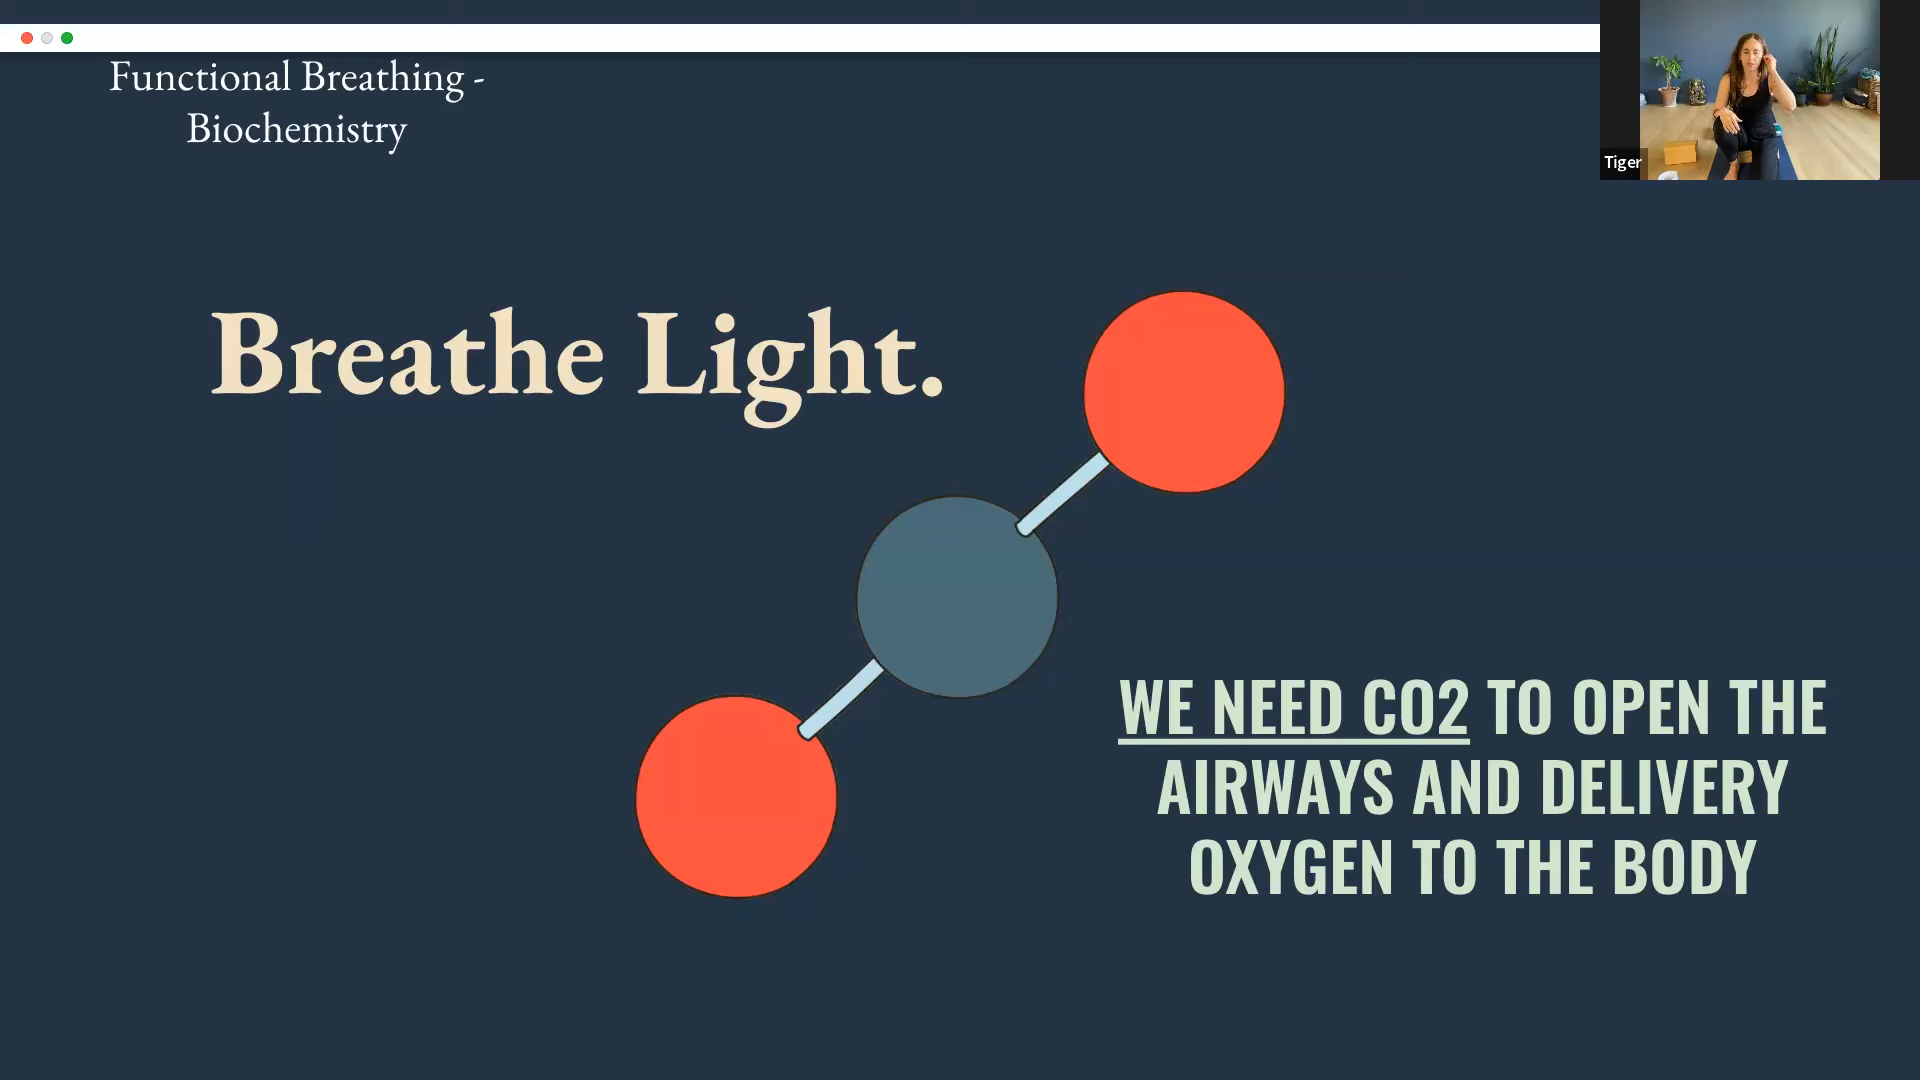 Functional Breathing -
Biochemistry
Tiger
Breathe Light.
WE NEED CO2 TO OPEN THE
AIRWAYS AND DELIVERY
OXYGEN TO THE BODY